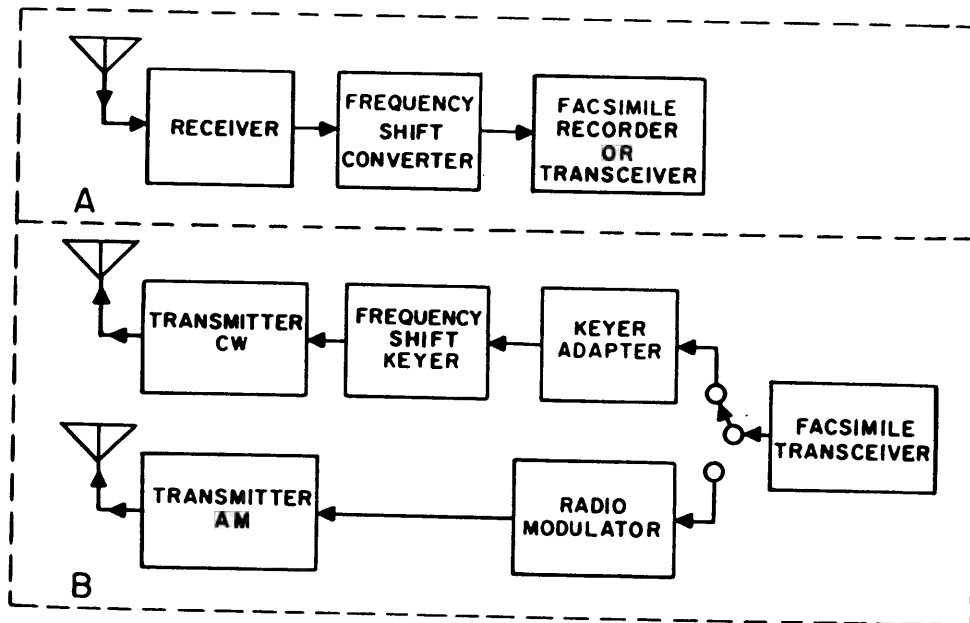 RECEIVER
FREQUENCY
SHIFT
CONVERTER
FACSIMILE
RECORDER
OR
TRANSCEIVER
A
TRANSMITTER
CW
FREQUENCY
SHIFT
KEYER
KEYER
ADAPTER
FACSIMILE
TRANSCEIVER
TRANSMITTER
AM
RADIO
MODULATOR
B